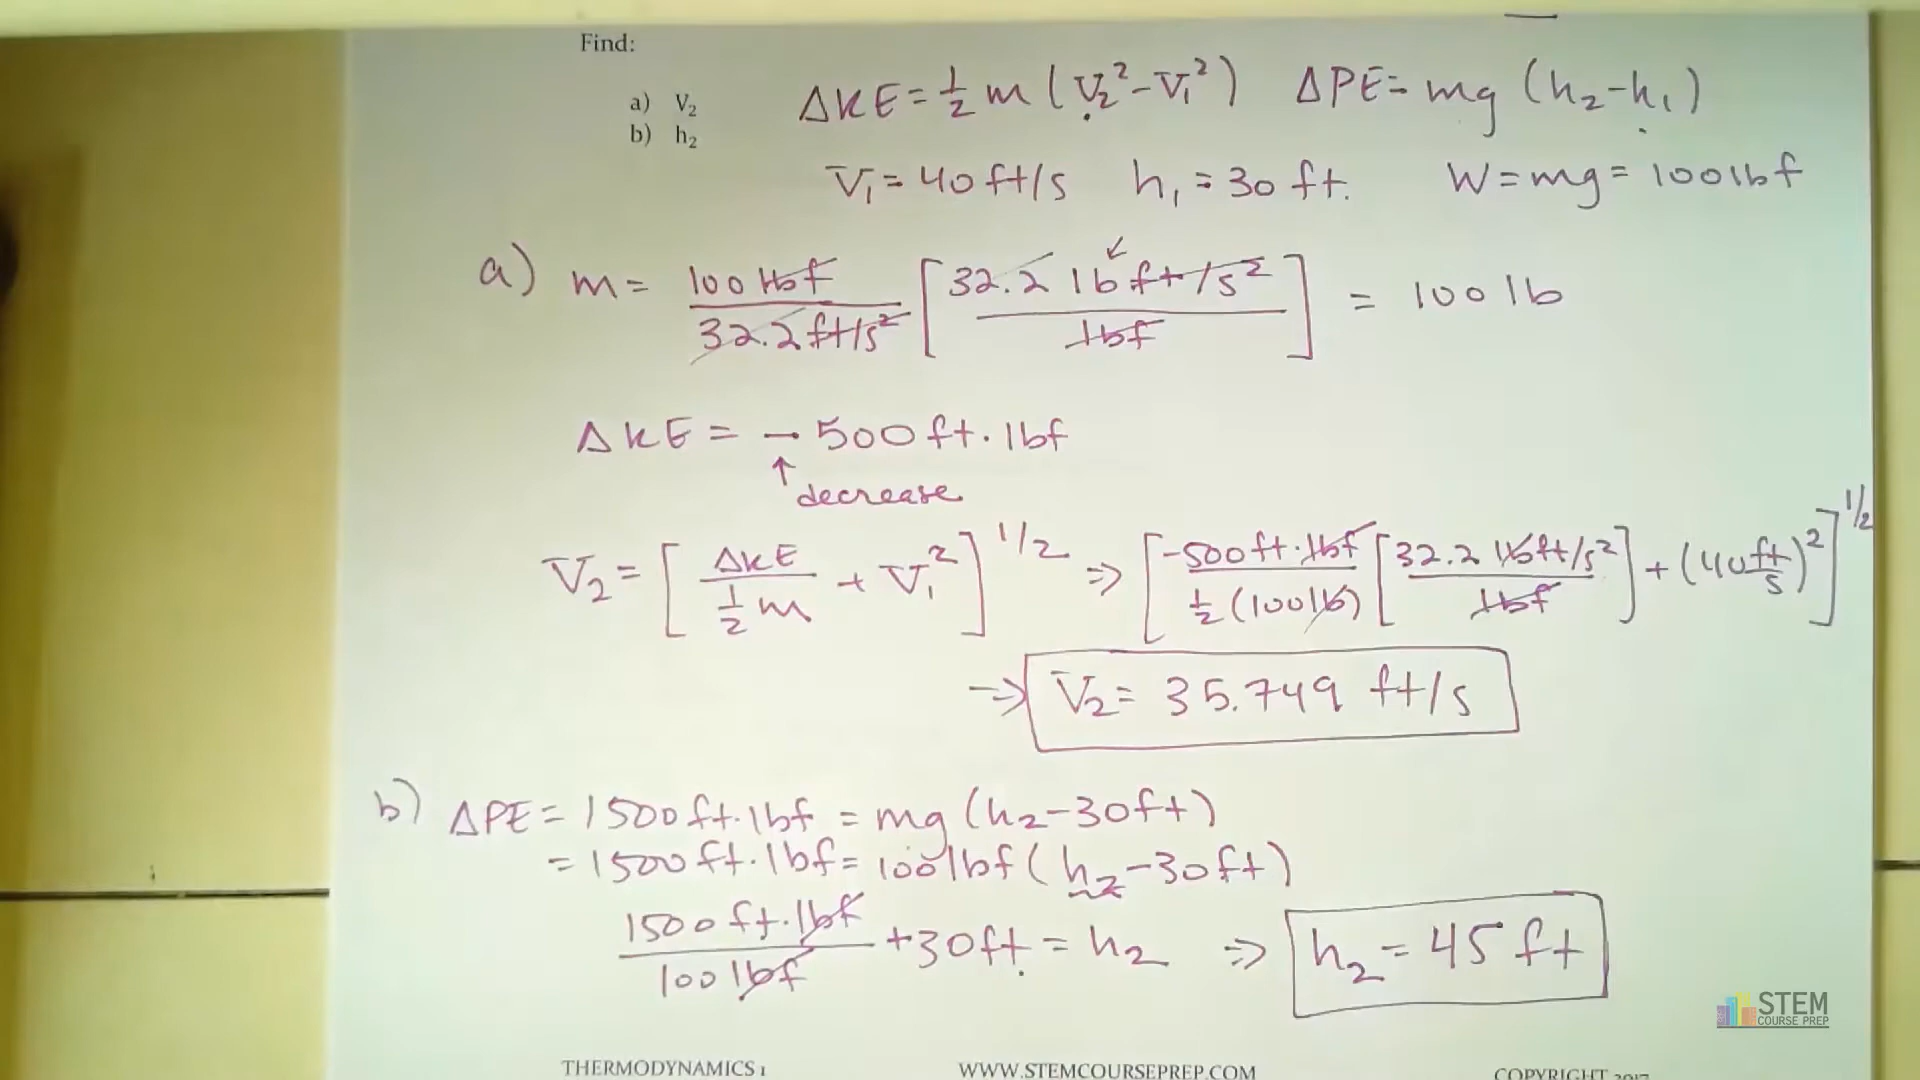 Find:
a) V₂
b) h₂
ΔKE = ½ m (V₂² - V₁²) ΔPE = mg (h₂ - h₁)
V₁ = 40 ft/s h₁ = 30 ft. W = mg = 100 lbf
a) m = 100 lbf / 32.2 ft/s² [32.2 lb ft/s² / lbf] = 100 lb
ΔKE = - 500 ft · lbf
↑ decrease
V₂ = [ΔKE / ½ m + V₁²]^1/2 ⇒ [-500 ft · lbf / ½ (100 lb) [32.2 lb ft/s² / lbf] + (40 ft/s)²]^1/2
⇒ V₂ = 35.749 ft/s
b) ΔPE = 1500 ft · lbf = mg (h₂ - 30 ft)
= 1500 ft · lbf = 100 lbf (h₂ - 30 ft)
1500 ft · lbf / 100 lbf + 30 ft = h₂ ⇒ h₂ = 45 ft
STEM
COURSE PREP
THERMODYNAMICS 1 WWW.STEMCOURSEPREP.COM COPYRIGHT 2017